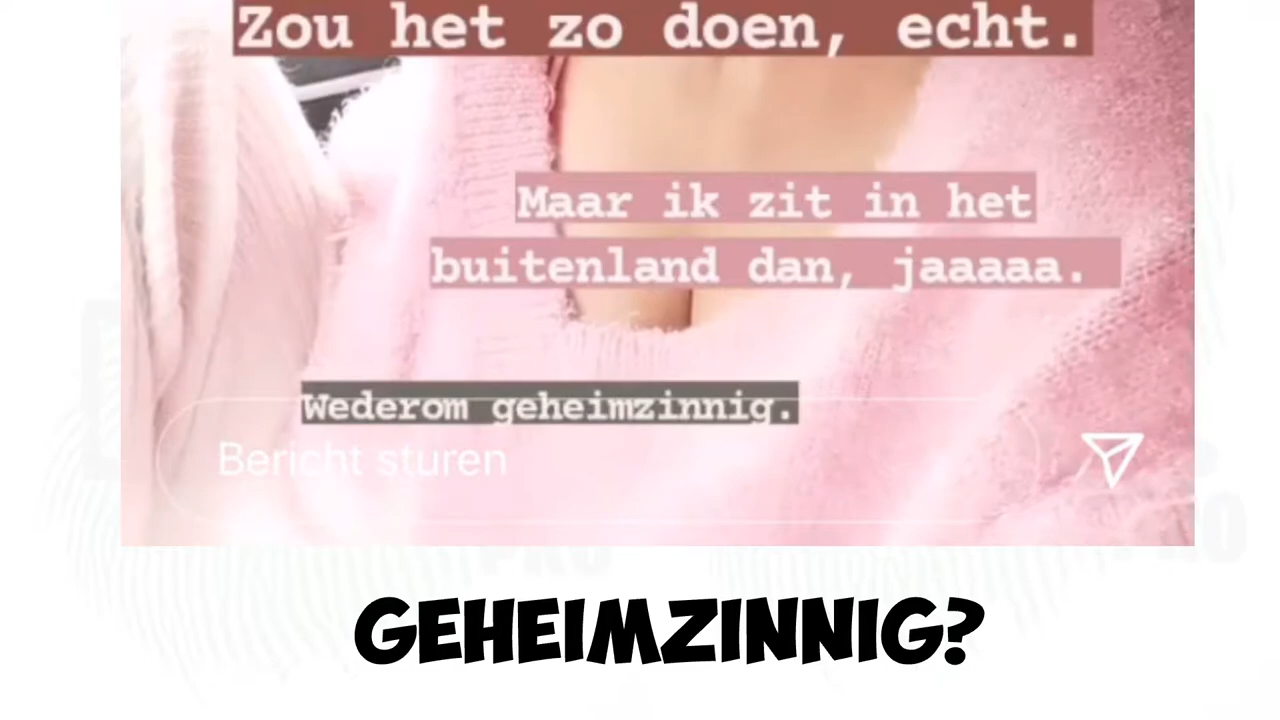 Zou het zo doen, echt.
Maar ik zit in het
buitenland dan, jaaaaa.
Wederom geheimzinnig.
Bericht sturen
GEHEIMZINNIG?